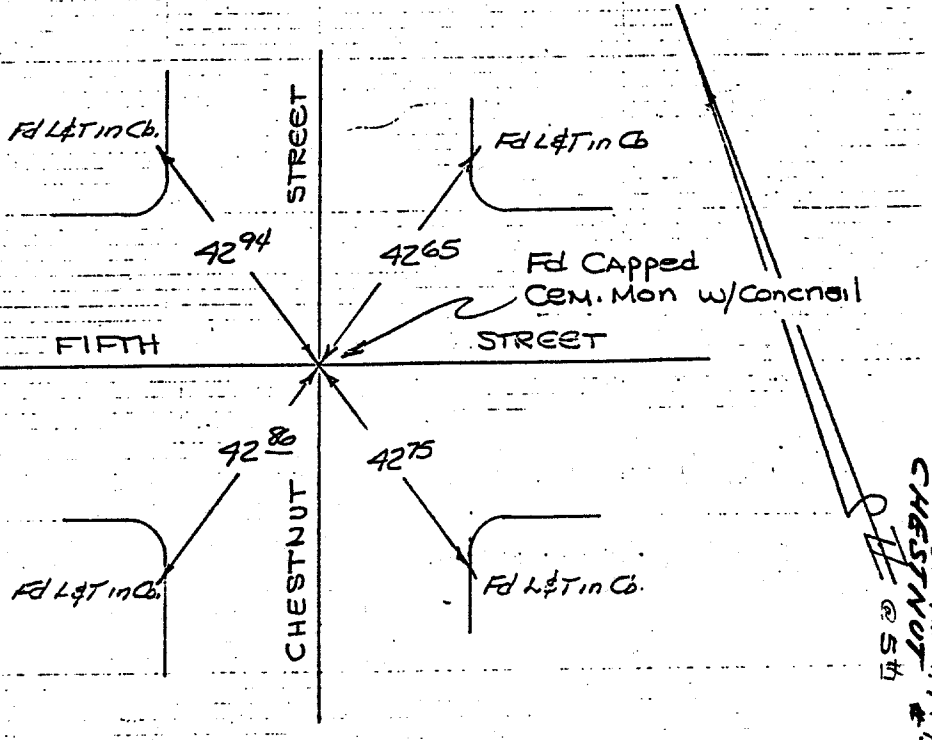 Fd L&T in Cb.
STREET
Fd L&T in Cb
42⁹⁴
42⁶⁵
Fd CAPPED
CEM. MON w/concnail
FIFTH
STREET
42⁸⁶
42⁷⁵
CHESTNUT
Fd L&T in Cb.
Fd L&T in Cb.
CHESTNUT
@ 5th